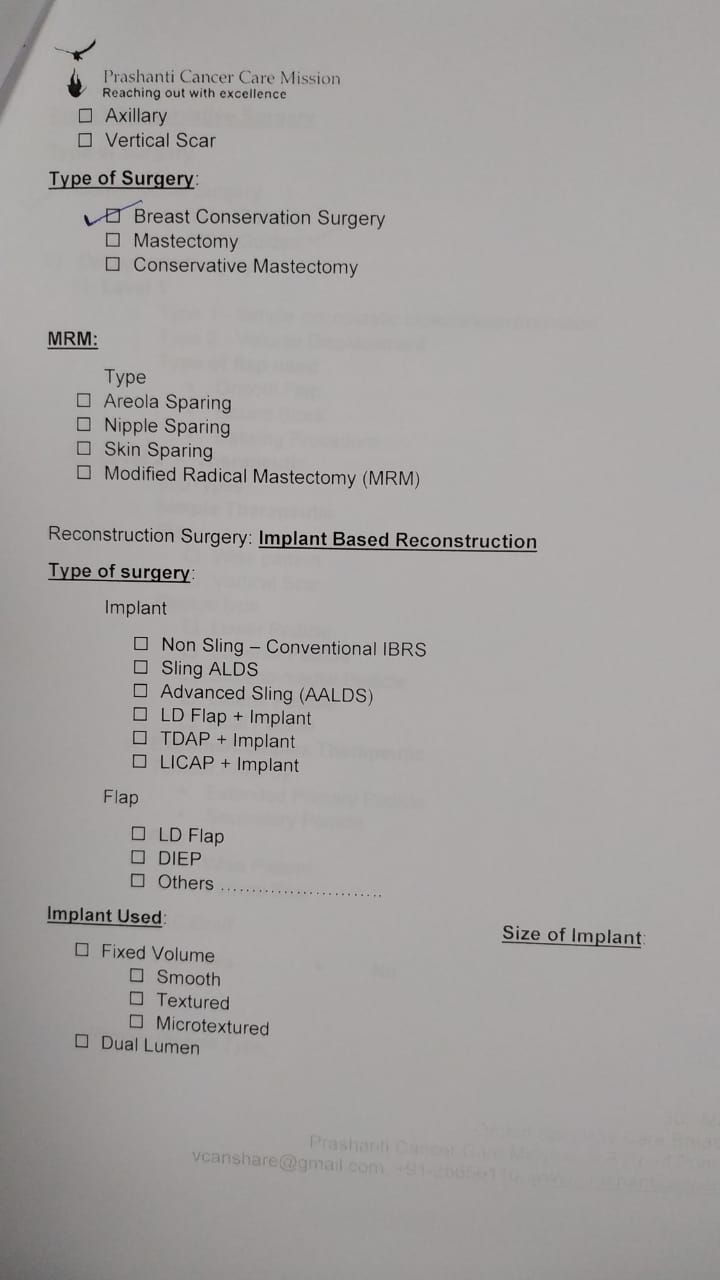 Prashanti Cancer Care Mission
Reaching out with excellence
☐ Axillary
☐ Vertical Scar
Type of Surgery:
☑ Breast Conservation Surgery
☐ Mastectomy
☐ Conservative Mastectomy
MRM:
Type
☐ Areola Sparing
☐ Nipple Sparing
☐ Skin Sparing
☐ Modified Radical Mastectomy (MRM)
Reconstruction Surgery: Implant Based Reconstruction
Type of surgery:
Implant
☐ Non Sling – Conventional IBRS
☐ Sling ALDS
☐ Advanced Sling (AALDS)
☐ LD Flap + Implant
☐ TDAP + Implant
☐ LICAP + Implant
Flap
☐ LD Flap
☐ DIEP
☐ Others ..........................
Implant Used:
Size of Implant:
☐ Fixed Volume
☐ Smooth
☐ Textured
☐ Microtextured
☐ Dual Lumen
Prashanti Cancer Care Mission
vcanshare@gmail.com